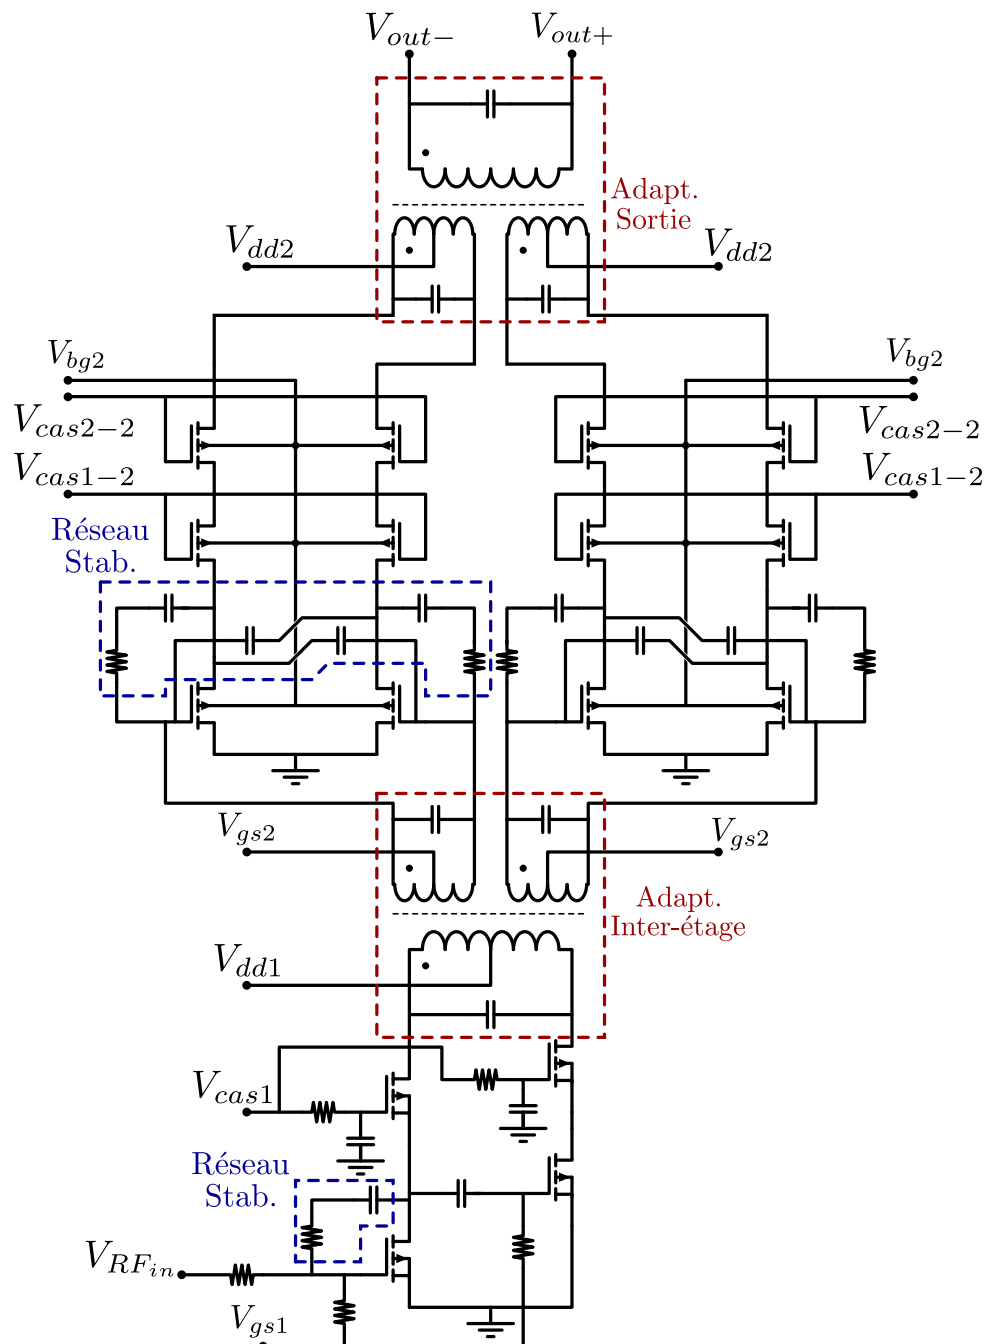 V_{out-} V_{out+}
Adapt.
Sortie
V_{dd2} V_{dd2}
V_{bg2} V_{bg2}
V_{cas2-2} V_{cas2-2}
V_{cas1-2} V_{cas1-2}
Réseau
Stab.
V_{gs2} V_{gs2}
Adapt.
Inter-étage
V_{dd1}
V_{cas1}
Réseau
Stab.
V_{RF_{in}}
V_{gs1}